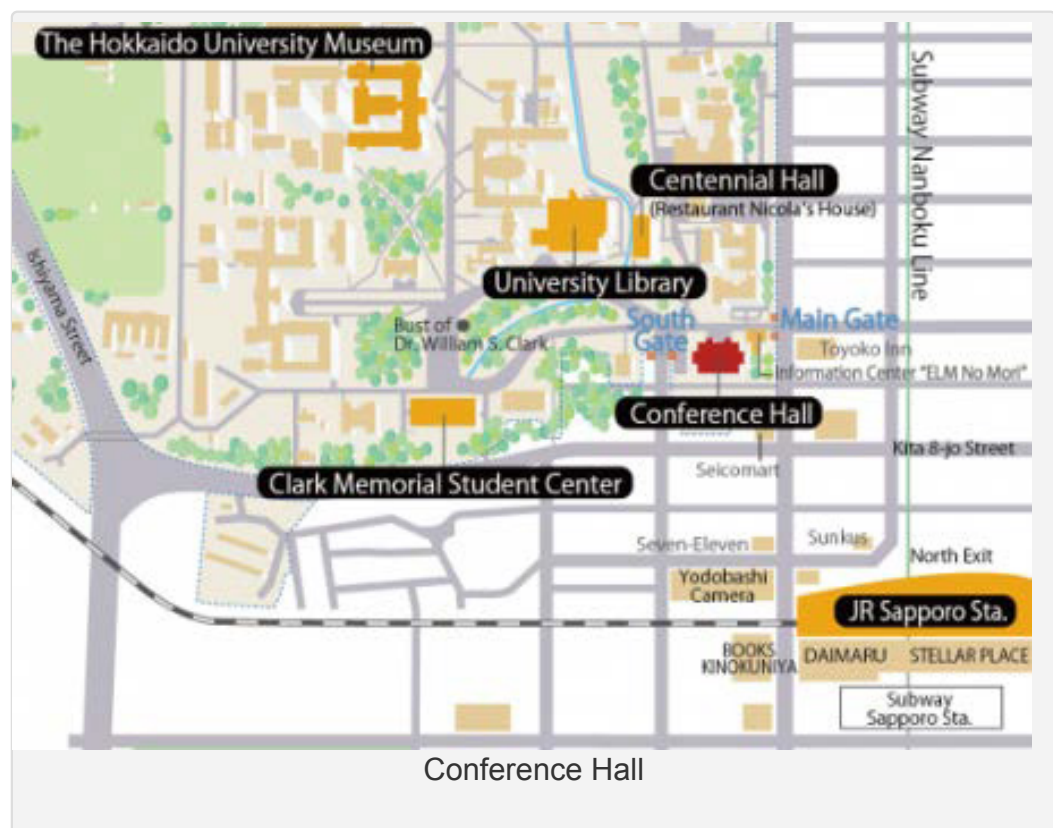 The Hokkaido University Museum
Subway Nanboku Line
Centennial Hall
(Restaurant Nicola's House)
University Library
Ishiyama Street
Bust of
Dr. William S. Clark
South
Gate
Main Gate
Toyoko Inn
Information Center "ELM No Mori"
Conference Hall
Kita 8-jo Street
Seicomart
Clark Memorial Student Center
Seven-Eleven
Sunkus
North Exit
Yodobashi
Camera
JR Sapporo Sta.
BOOKS
KINOKUNIYA
DAIMARU
STELLAR PLACE
Subway
Sapporo Sta.
Conference Hall